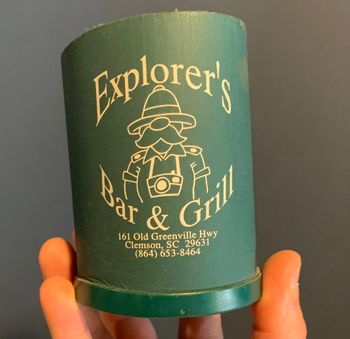 Explorer's
Bar & Grill
161 Old Greenville Hwy
Clemson, SC 29631
(864) 653-8464